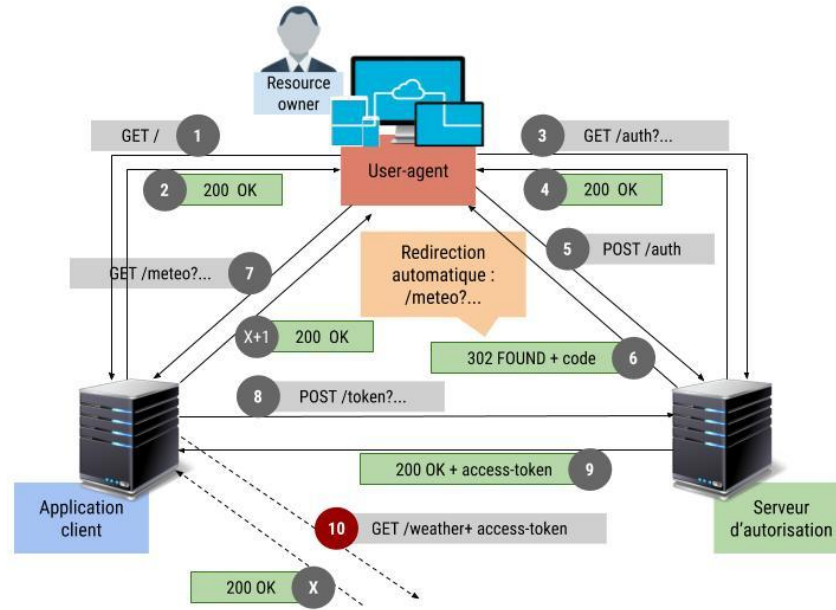 Resource
owner
GET /
1
3
GET /auth?...
User-agent
2
200 OK
4
200 OK
5
POST /auth
Redirection
automatique :
/meteo?...
GET /meteo?...
7
X+1
200 OK
302 FOUND + code
6
8
POST /token?...
200 OK + access-token
9
Application
client
Serveur
d'autorisation
10
GET /weather+ access-token
200 OK
X